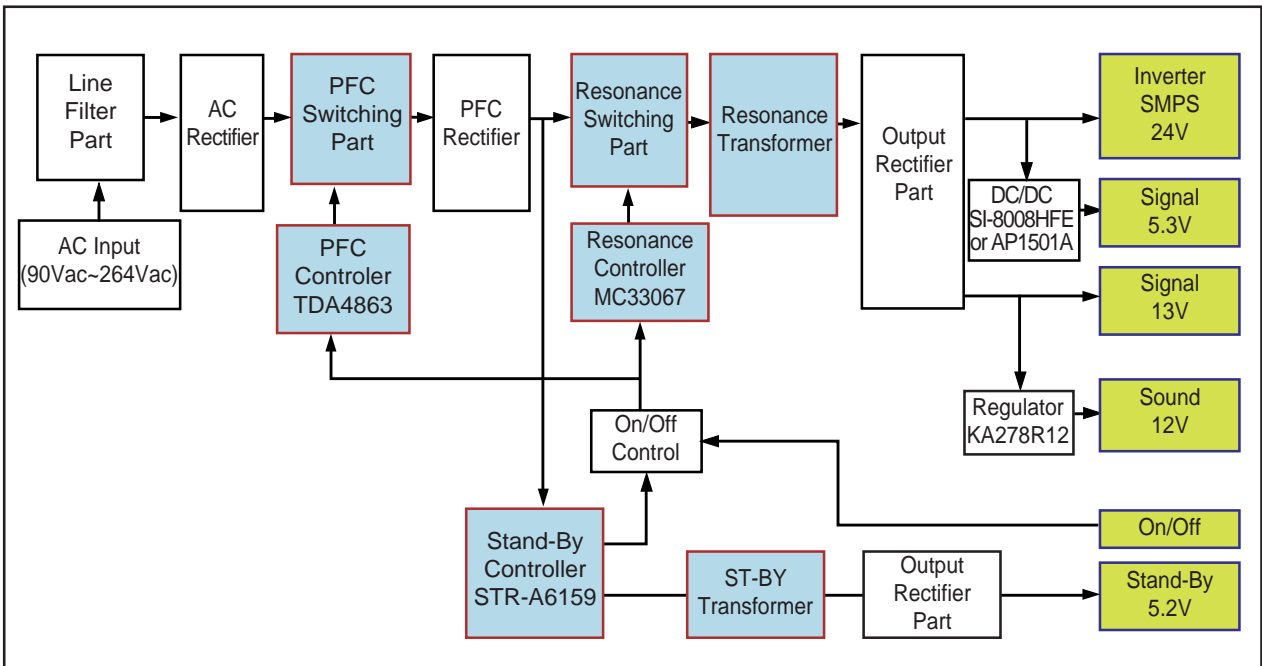 Line
Filter
Part
AC
Rectifier
PFC
Switching
Part
PFC
Rectifier
Resonance
Switching
Part
Resonance
Transformer
Output
Rectifier
Part
Inverter
SMPS
24V
DC/DC
SI-8008HFE
or AP1501A
Signal
5.3V
AC Input
(90Vac~264Vac)
PFC
Controler
TDA4863
Resonance
Controller
MC33067
Signal
13V
On/Off
Control
Regulator
KA278R12
Sound
12V
On/Off
Stand-By
Controller
STR-A6159
ST-BY
Transformer
Output
Rectifier
Part
Stand-By
5.2V